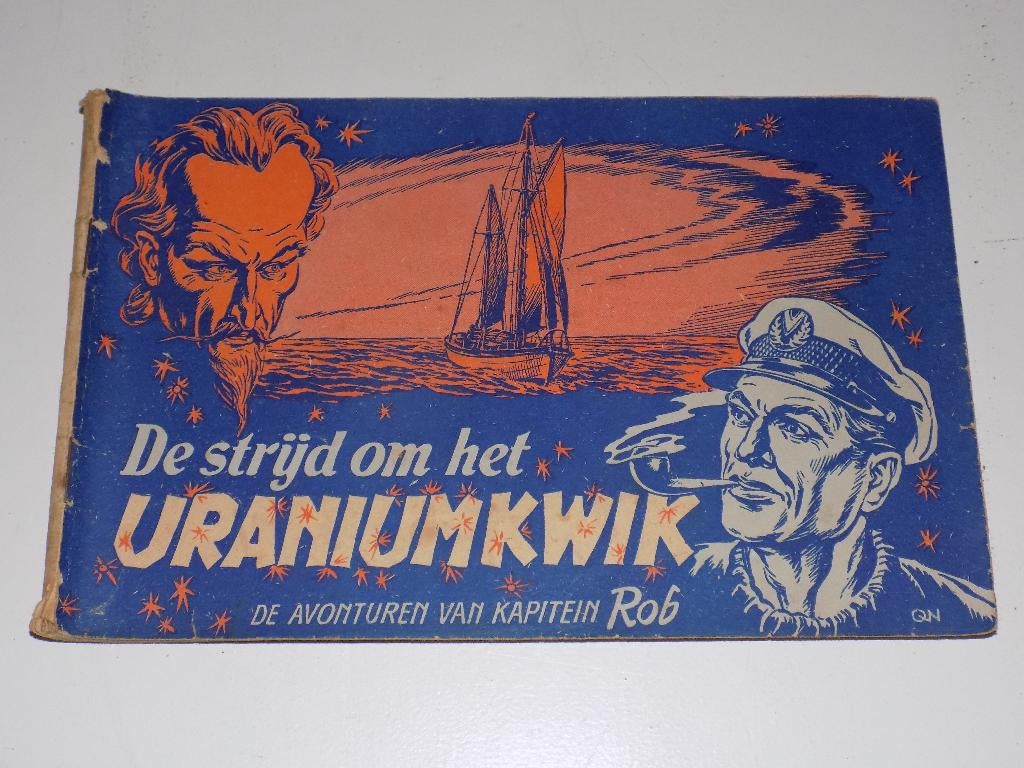 De strijd om het
URANIUMKWIK
DE AVONTUREN VAN KAPITEIN Rob